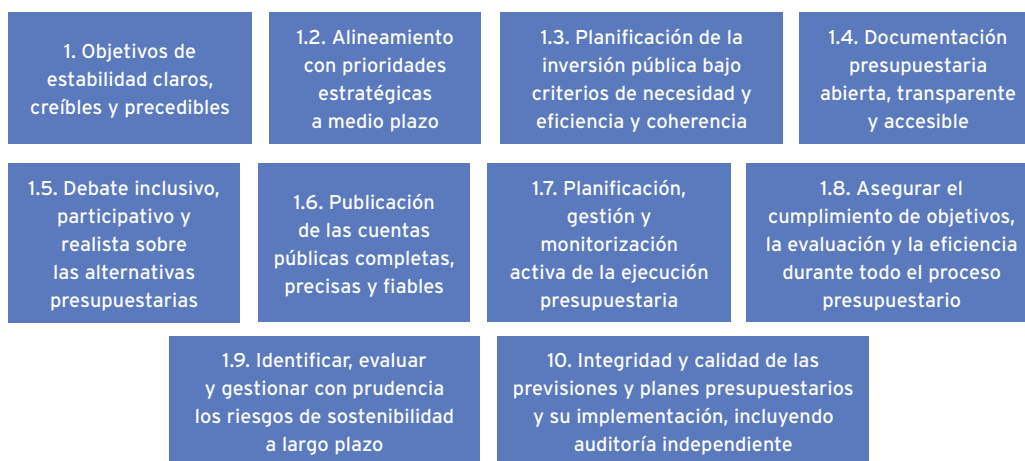 1. Objetivos de
estabilidad claros,
creíbles y precedibles
1.2. Alineamiento
con prioridades
estratégicas
a medio plazo
1.3. Planificación de la
inversión pública bajo
criterios de necesidad y
eficiencia y coherencia
1.4. Documentación
presupuestaria
abierta, transparente
y accesible
1.5. Debate inclusivo,
participativo y
realista sobre
las alternativas
presupuestarias
1.6. Publicación
de las cuentas
públicas completas,
precisas y fiables
1.7. Planificación,
gestión y
monitorización
activa de la ejecución
presupuestaria
1.8. Asegurar el
cumplimiento de objetivos,
la evaluación y la eficiencia
durante todo el proceso
presupuestario
1.9. Identificar, evaluar
y gestionar con prudencia
los riesgos de sostenibilidad
a largo plazo
10. Integridad y calidad de las
previsiones y planes presupuestarios
y su implementación, incluyendo
auditoría independiente